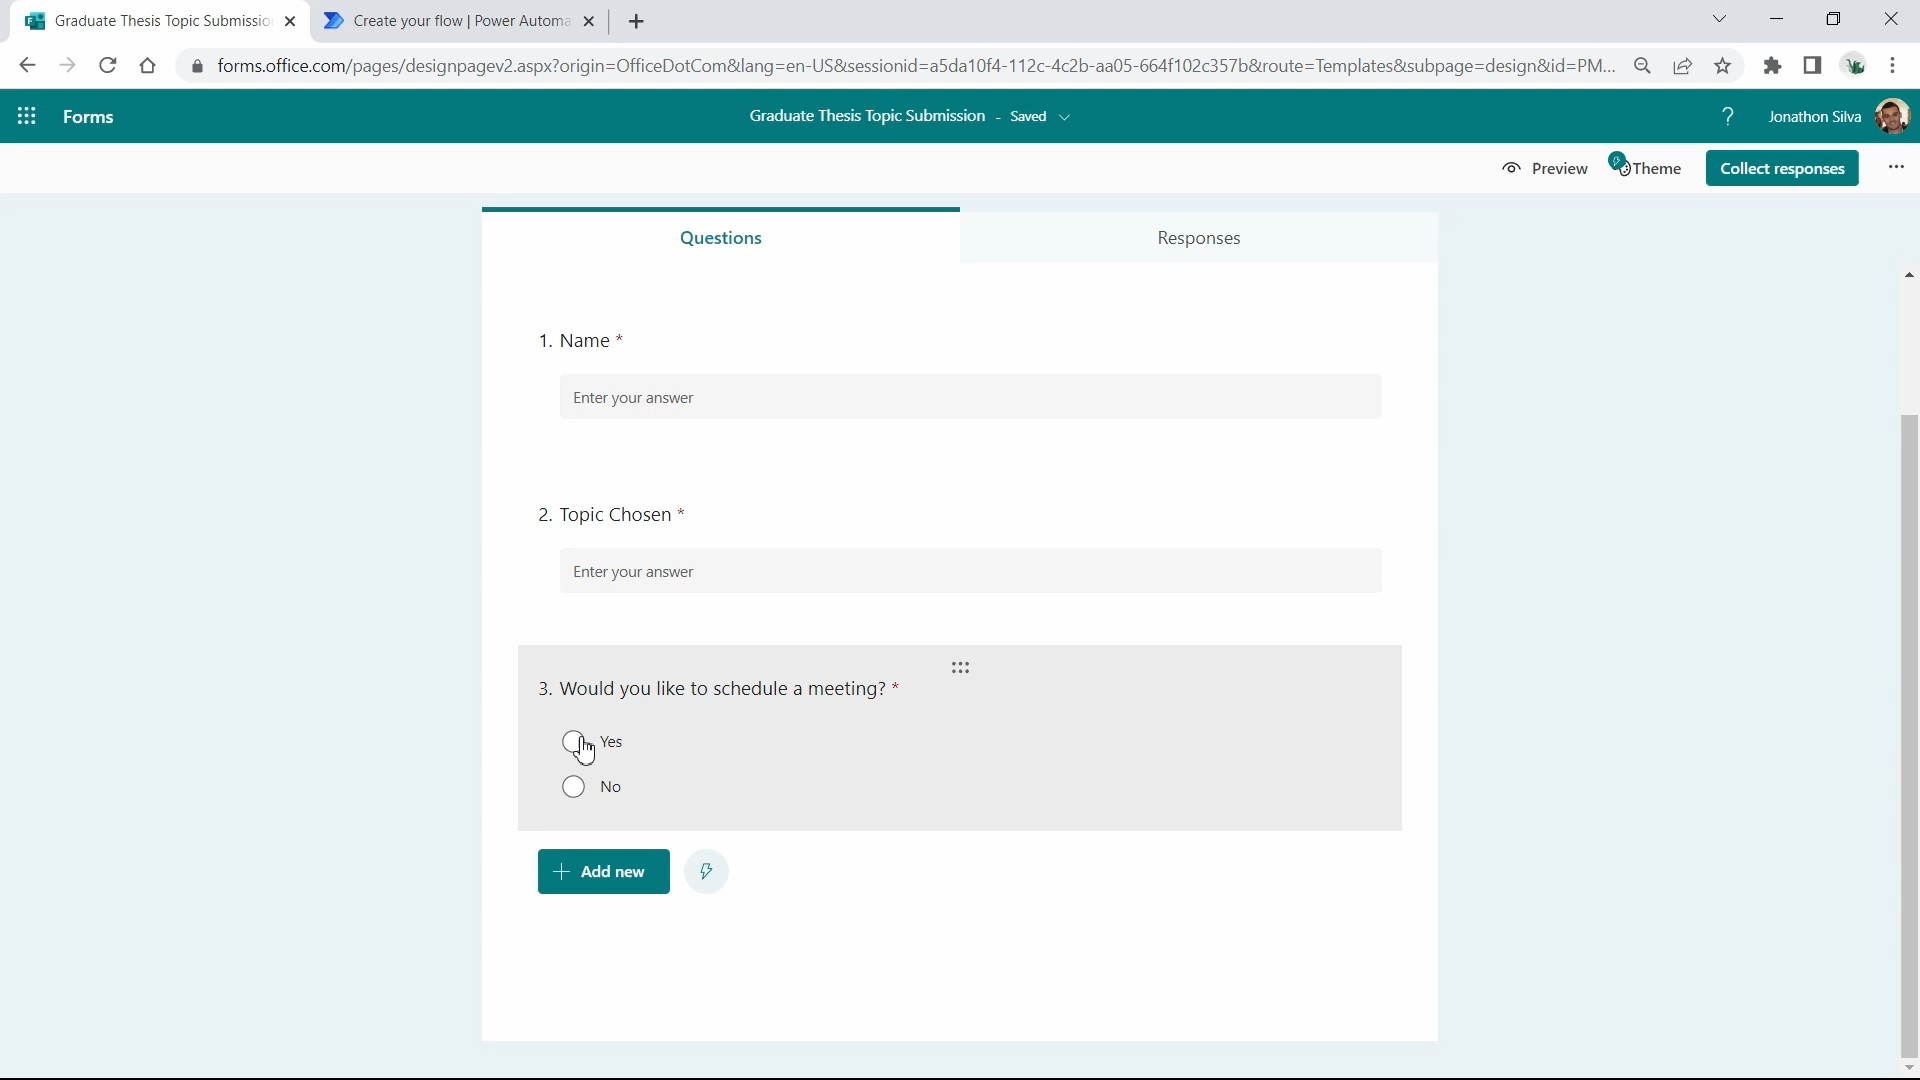 Graduate Thesis Topic Submissio
Create your flow | Power Automa
forms.office.com/pages/designpagev2.aspx?origin=OfficeDotCom&lang=en-US&sessionid=a5da10f4-112c-4c2b-aa05-664f102c357b&route=Templates&subpage=design&id=PM...
Forms
Graduate Thesis Topic Submission - Saved
? Jonathon Silva
Preview
Theme
Collect responses
Questions
Responses
1. Name *
Enter your answer
2. Topic Chosen *
Enter your answer
3. Would you like to schedule a meeting? *
Yes
No
+ Add new